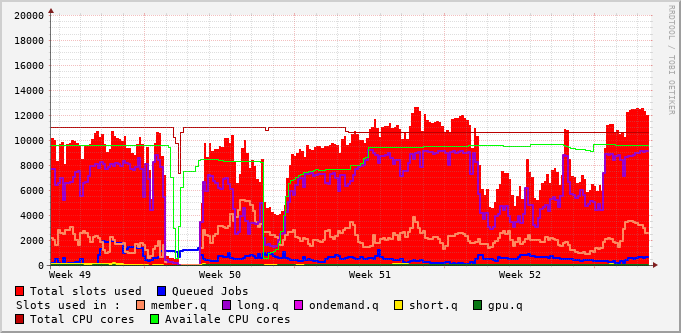 20000
18000
16000
14000
12000
10000
8000
6000
4000
2000
0
Week 49 Week 50 Week 51 Week 52
RRDTOOL / TOBI OETIKER
Total slots used Queued Jobs
Slots used in : member.q long.q ondemand.q short.q gpu.q
Total CPU cores Availale CPU cores